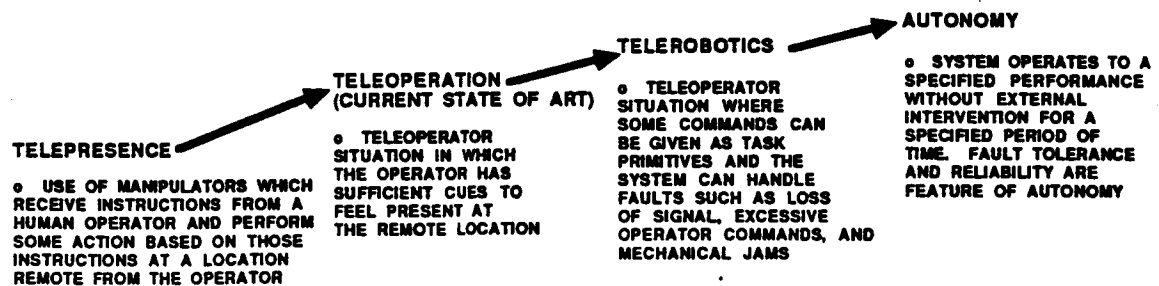 TELEPRESENCE
o USE OF MANIPULATORS WHICH
RECEIVE INSTRUCTIONS FROM A
HUMAN OPERATOR AND PERFORM
SOME ACTION BASED ON THOSE
INSTRUCTIONS AT A LOCATION
REMOTE FROM THE OPERATOR
TELEOPERATION
(CURRENT STATE OF ART)
o TELEOPERATOR
SITUATION IN WHICH
THE OPERATOR HAS
SUFFICIENT CUES TO
FEEL PRESENT AT
THE REMOTE LOCATION
TELEROBOTICS
o TELEOPERATOR
SITUATION WHERE
SOME COMMANDS CAN
BE GIVEN AS TASK
PRIMITIVES AND THE
SYSTEM CAN HANDLE
FAULTS SUCH AS LOSS
OF SIGNAL, EXCESSIVE
OPERATOR COMMANDS, AND
MECHANICAL JAMS
AUTONOMY
o SYSTEM OPERATES TO A
SPECIFIED PERFORMANCE
WITHOUT EXTERNAL
INTERVENTION FOR A
SPECIFIED PERIOD OF
TIME. FAULT TOLERANCE
AND RELIABILITY ARE
FEATURE OF AUTONOMY